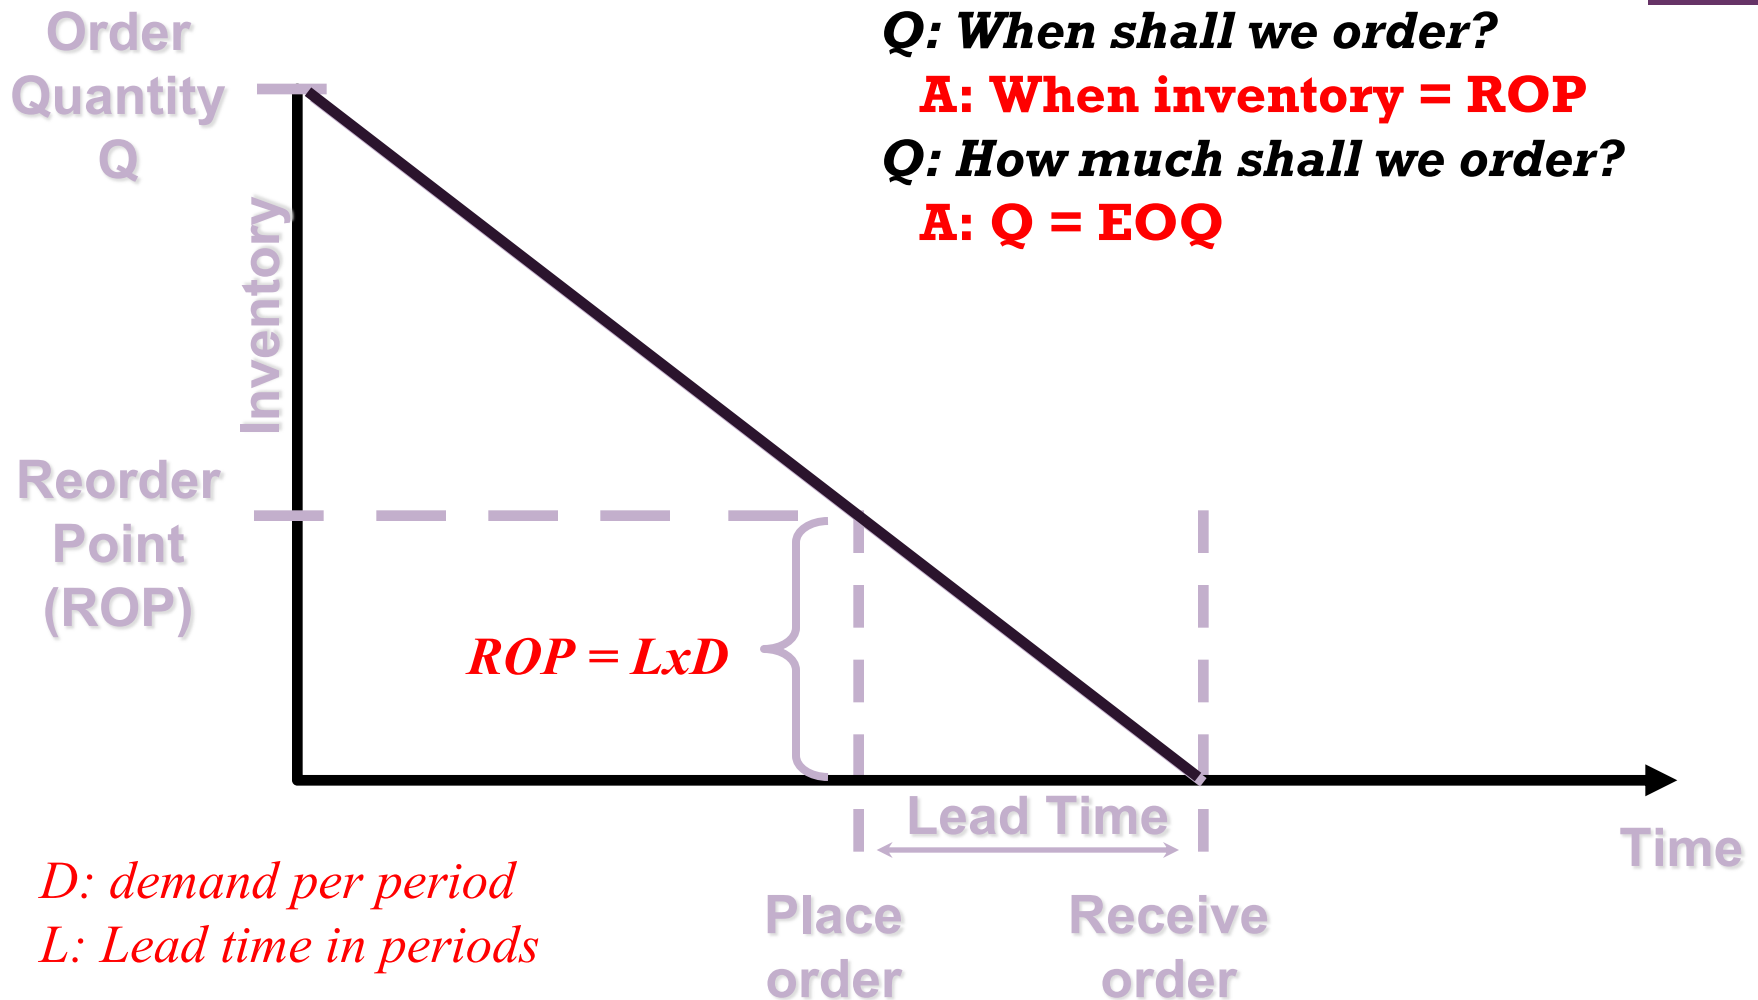 Order
Quantity
Q
Q: When shall we order?
A: When inventory = ROP
Q: How much shall we order?
A: Q = EOQ
Inventory
Reorder
Point
(ROP)
ROP = LxD
Lead Time
Time
D: demand per period
L: Lead time in periods
Place
order
Receive
order